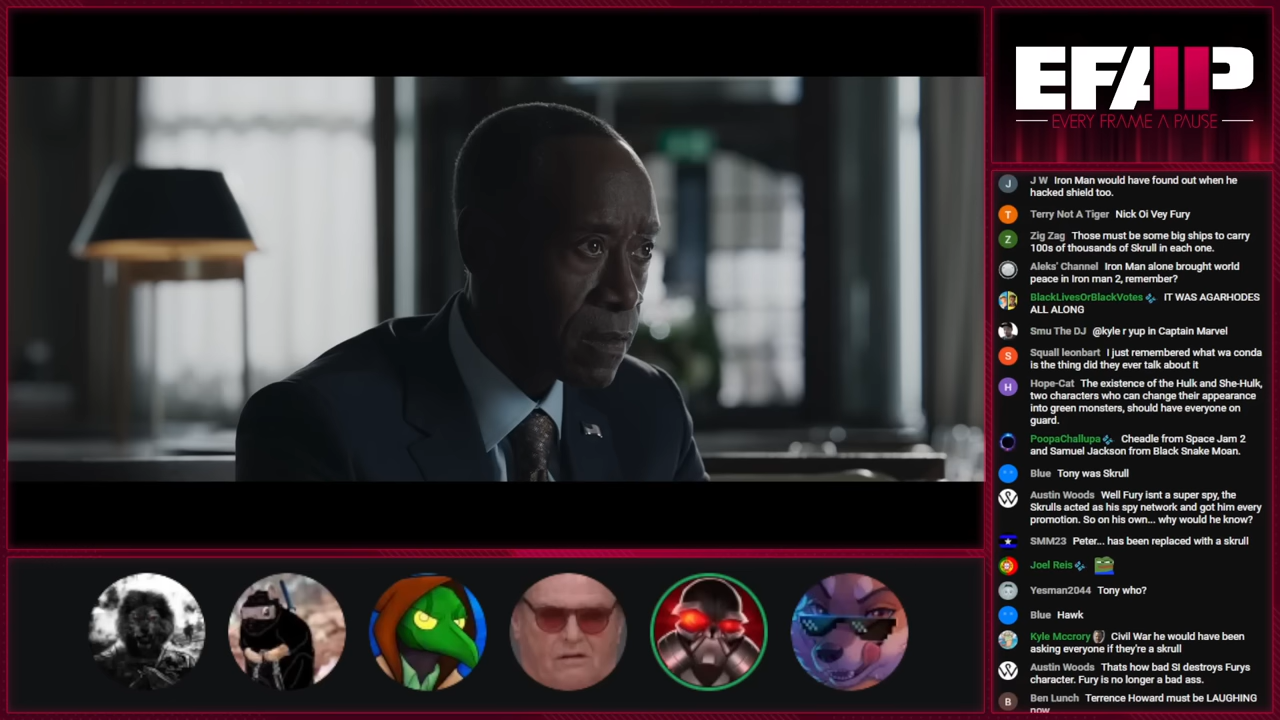 EFAP
EVERY FRAME A PAUSE
J J W Iron Man would have found out when he
hacked shield too.
T Terry Not A Tiger Nick Oi Vey Fury
Z Zig Zag Those must be some big ships to carry
100s of thousands of Skrull in each one.
Aleks' Channel Iron Man alone brought world
peace in Iron man 2, remember?
BlackLivesOrBlackVotes IT WAS AGARHODES
ALL ALONG
Smu The DJ @kyle r yup in Captain Marvel
S Squall leonbart I just remembered what wa conda
is the thing did they ever talk about it
H Hope-Cat The existence of the Hulk and She-Hulk,
two characters who can change their appearance
into green monsters, should have everyone on
guard.
PoopaChallupa Cheadle from Space Jam 2
and Samuel Jackson from Black Snake Moan.
Blue Tony was Skrull
Austin Woods Well Fury isnt a super spy, the
Skrulls acted as his spy network and got him every
promotion. So on his own... why would he know?
SMM23 Peter... has been replaced with a skrull
Joel Reis
Yesman2044 Tony who?
Blue Hawk
Kyle Mccrory Civil War he would have been
asking everyone if they're a skrull
Austin Woods Thats how bad SI destroys Furys
character. Fury is no longer a bad ass.
B Ben Lunch Terrence Howard must be LAUGHING
now